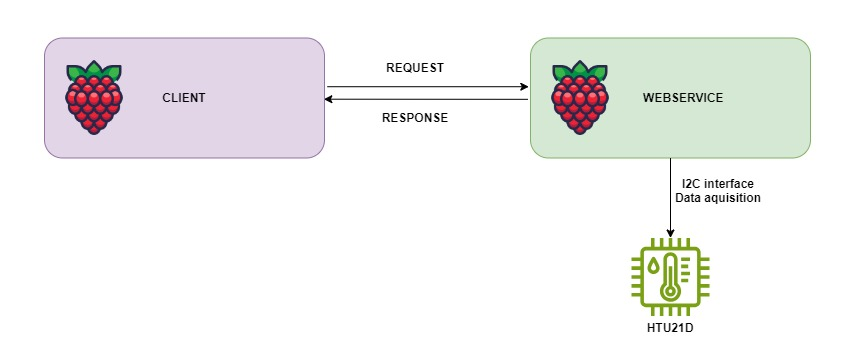 REQUEST
CLIENT
WEBSERVICE
RESPONSE
I2C interface
Data aquisition
HTU21D